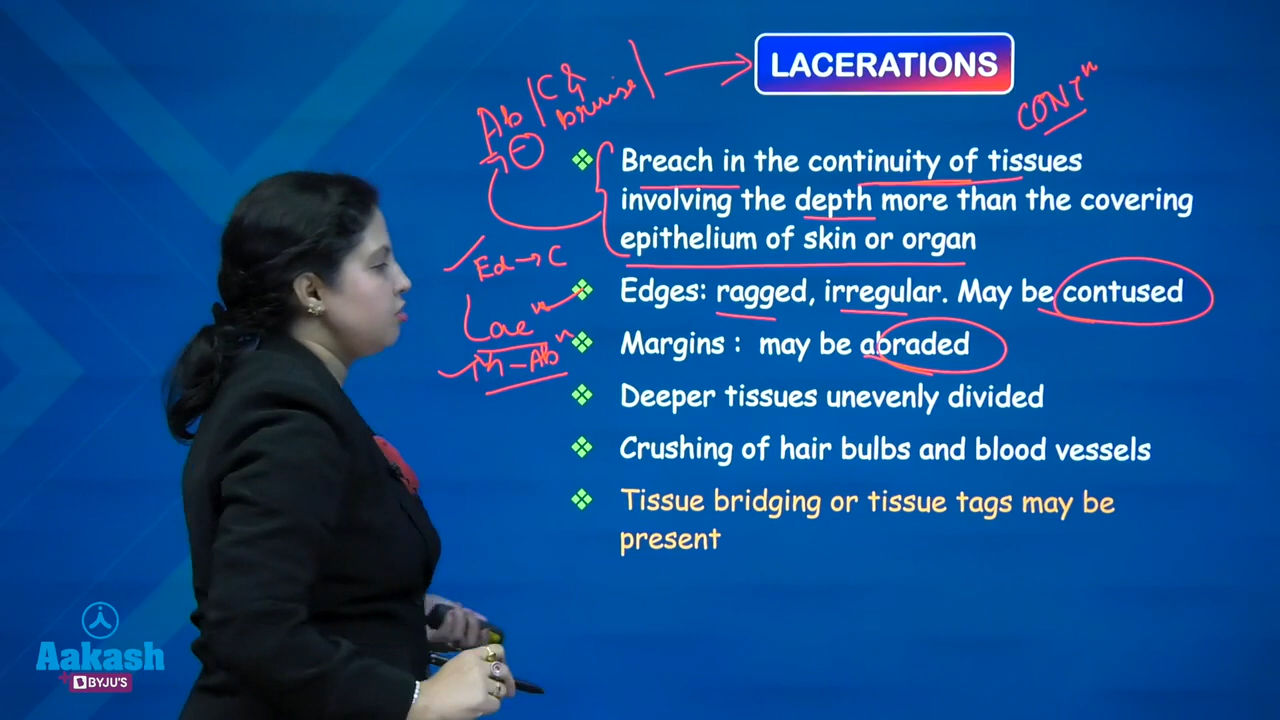 LACERATIONS
Ab / C &
bruise
CONTⁿ
❖ Breach in the continuity of tissues
involving the depth more than the covering
epithelium of skin or organ
Ed → C
❖ Edges: ragged, irregular. May be contused
Lacⁿ
❖ Margins : may be abraded
M - Abⁿ
❖ Deeper tissues unevenly divided
❖ Crushing of hair bulbs and blood vessels
❖ Tissue bridging or tissue tags may be
present
Aakash
+ BYJU'S